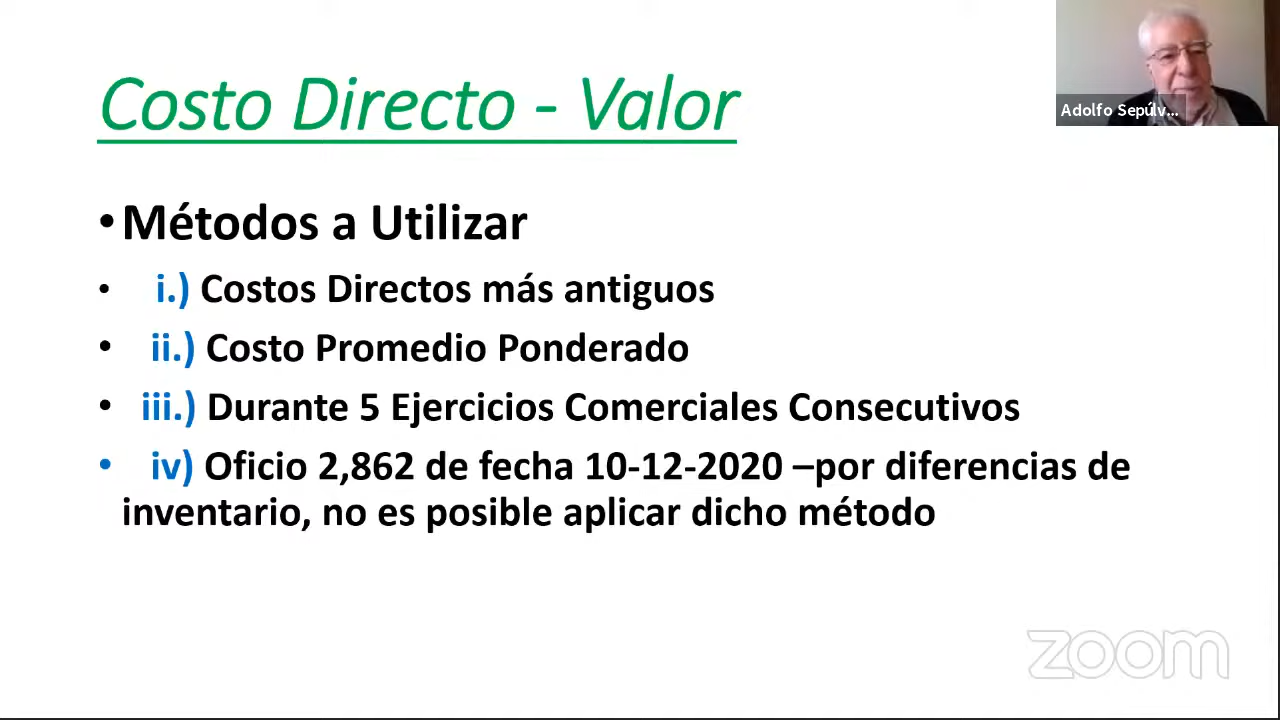 Costo Directo - Valor
Adolfo Sepúlv...
•Métodos a Utilizar
• i.) Costos Directos más antiguos
• ii.) Costo Promedio Ponderado
• iii.) Durante 5 Ejercicios Comerciales Consecutivos
• iv) Oficio 2,862 de fecha 10-12-2020 –por diferencias de
inventario, no es posible aplicar dicho método
zoom